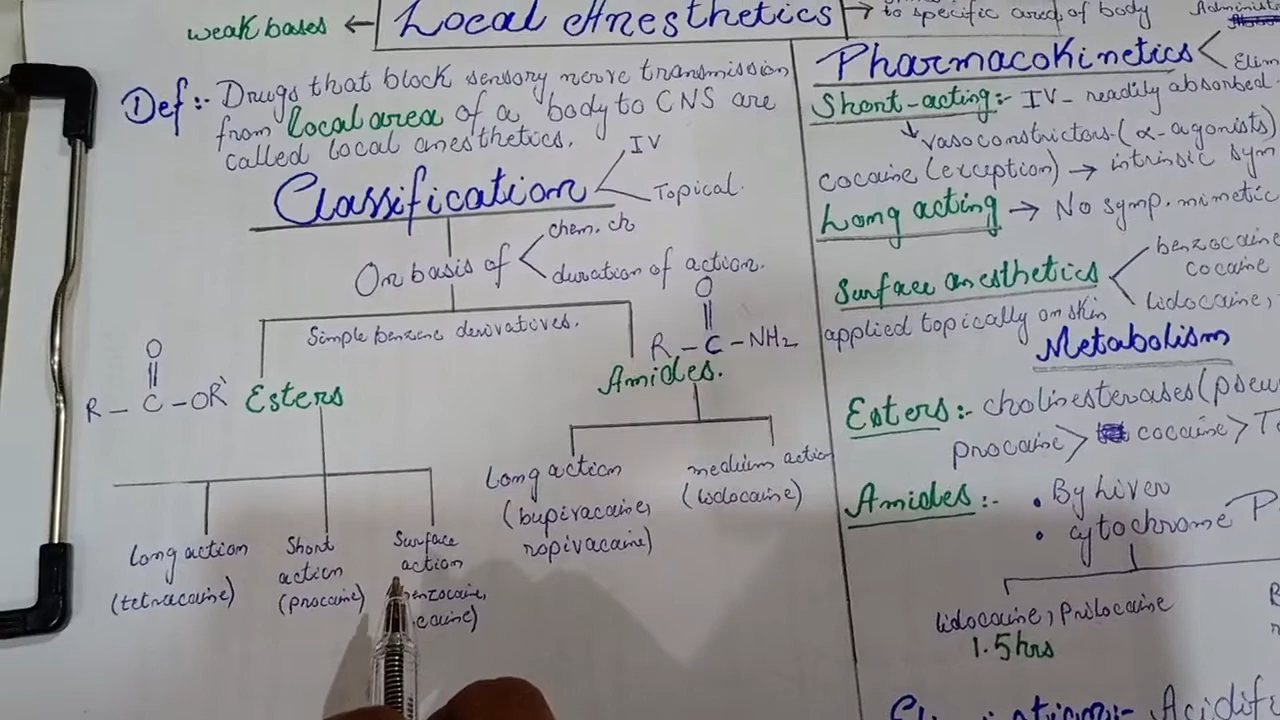 weak bases ← Local Anesthetics → to specific area of body
Def:- Drugs that block sensory nerve transmission
from local area of a body to CNS are
called local anesthetics.
Classification
IV
Topical.
On basis of
chem. ch
duration of action.
Simple benzene derivatives.
O
||
R – C – OR`
Esters
O
||
R – C – NH2
Amides.
Long action
(tetracaine)
Short
action
(procaine)
Surface
action
Long action
(bupivacaine,
ropivacaine)
medium action
(lidocaine)
Pharmacokinetics
Elim
Short-acting:- IV- readily absorbed
↓ vasoconstrictors-(α-agonists)
cocaine (exception) → intrinsic sym
Long acting → No symp. mimetic
Surface anesthetics
benzocaine
cocaine
lidocaine,
applied topically on skin
Metabolism
Esters:- cholinesterases (pseu
procaine > cocaine > Te
Amides:-
• By liver
• cytochrome P
lidocaine, Prilocaine
1.5 hrs
Acidif